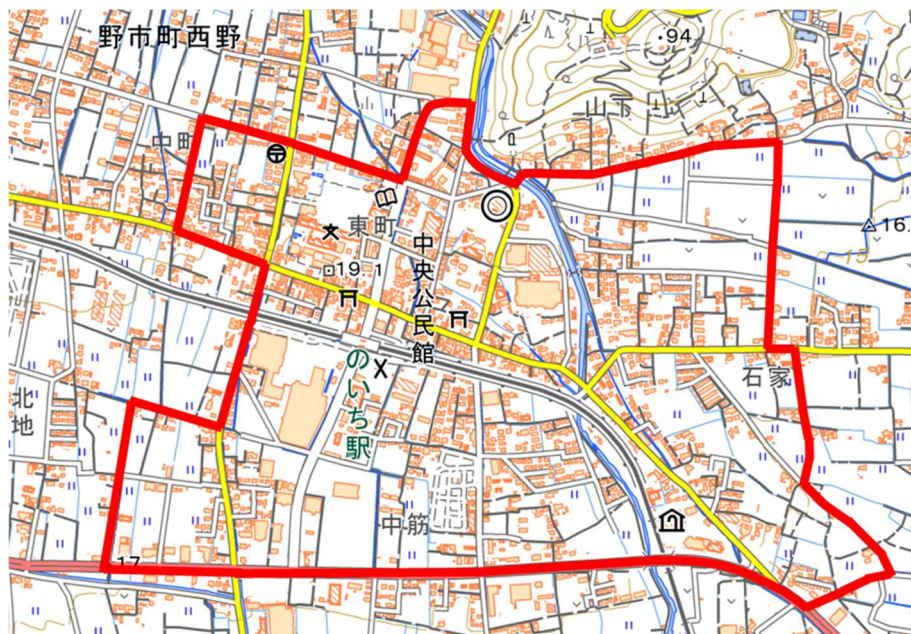 野市町西野
94
山下
中町
東町
中央公民館
19.1
16.
15
のいち駅
石家
北地
中筋
17